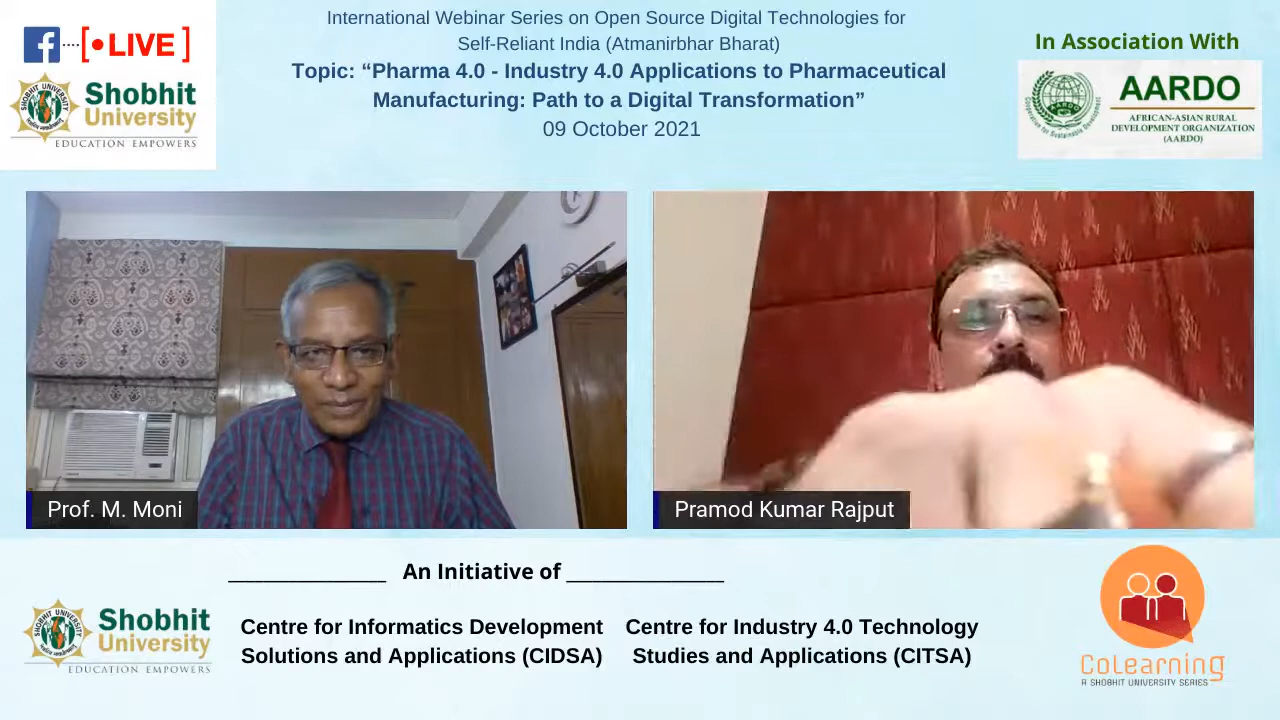 LIVE
SHOBHIT UNIVERSITY
Shobhit
University
EDUCATION EMPOWERS
International Webinar Series on Open Source Digital Technologies for
Self-Reliant India (Atmanirbhar Bharat)
Topic: “Pharma 4.0 - Industry 4.0 Applications to Pharmaceutical
Manufacturing: Path to a Digital Transformation”
09 October 2021
In Association With
AARDO
AFRICAN-ASIAN RURAL
DEVELOPMENT ORGANIZATION
(AARDO)
Prof. M. Moni
Pramod Kumar Rajput
An Initiative of
SHOBHIT UNIVERSITY
Shobhit
University
EDUCATION EMPOWERS
Centre for Informatics Development
Solutions and Applications (CIDSA)
Centre for Industry 4.0 Technology
Studies and Applications (CITSA)
CoLearning
A SHOBHIT UNIVERSITY SERIES